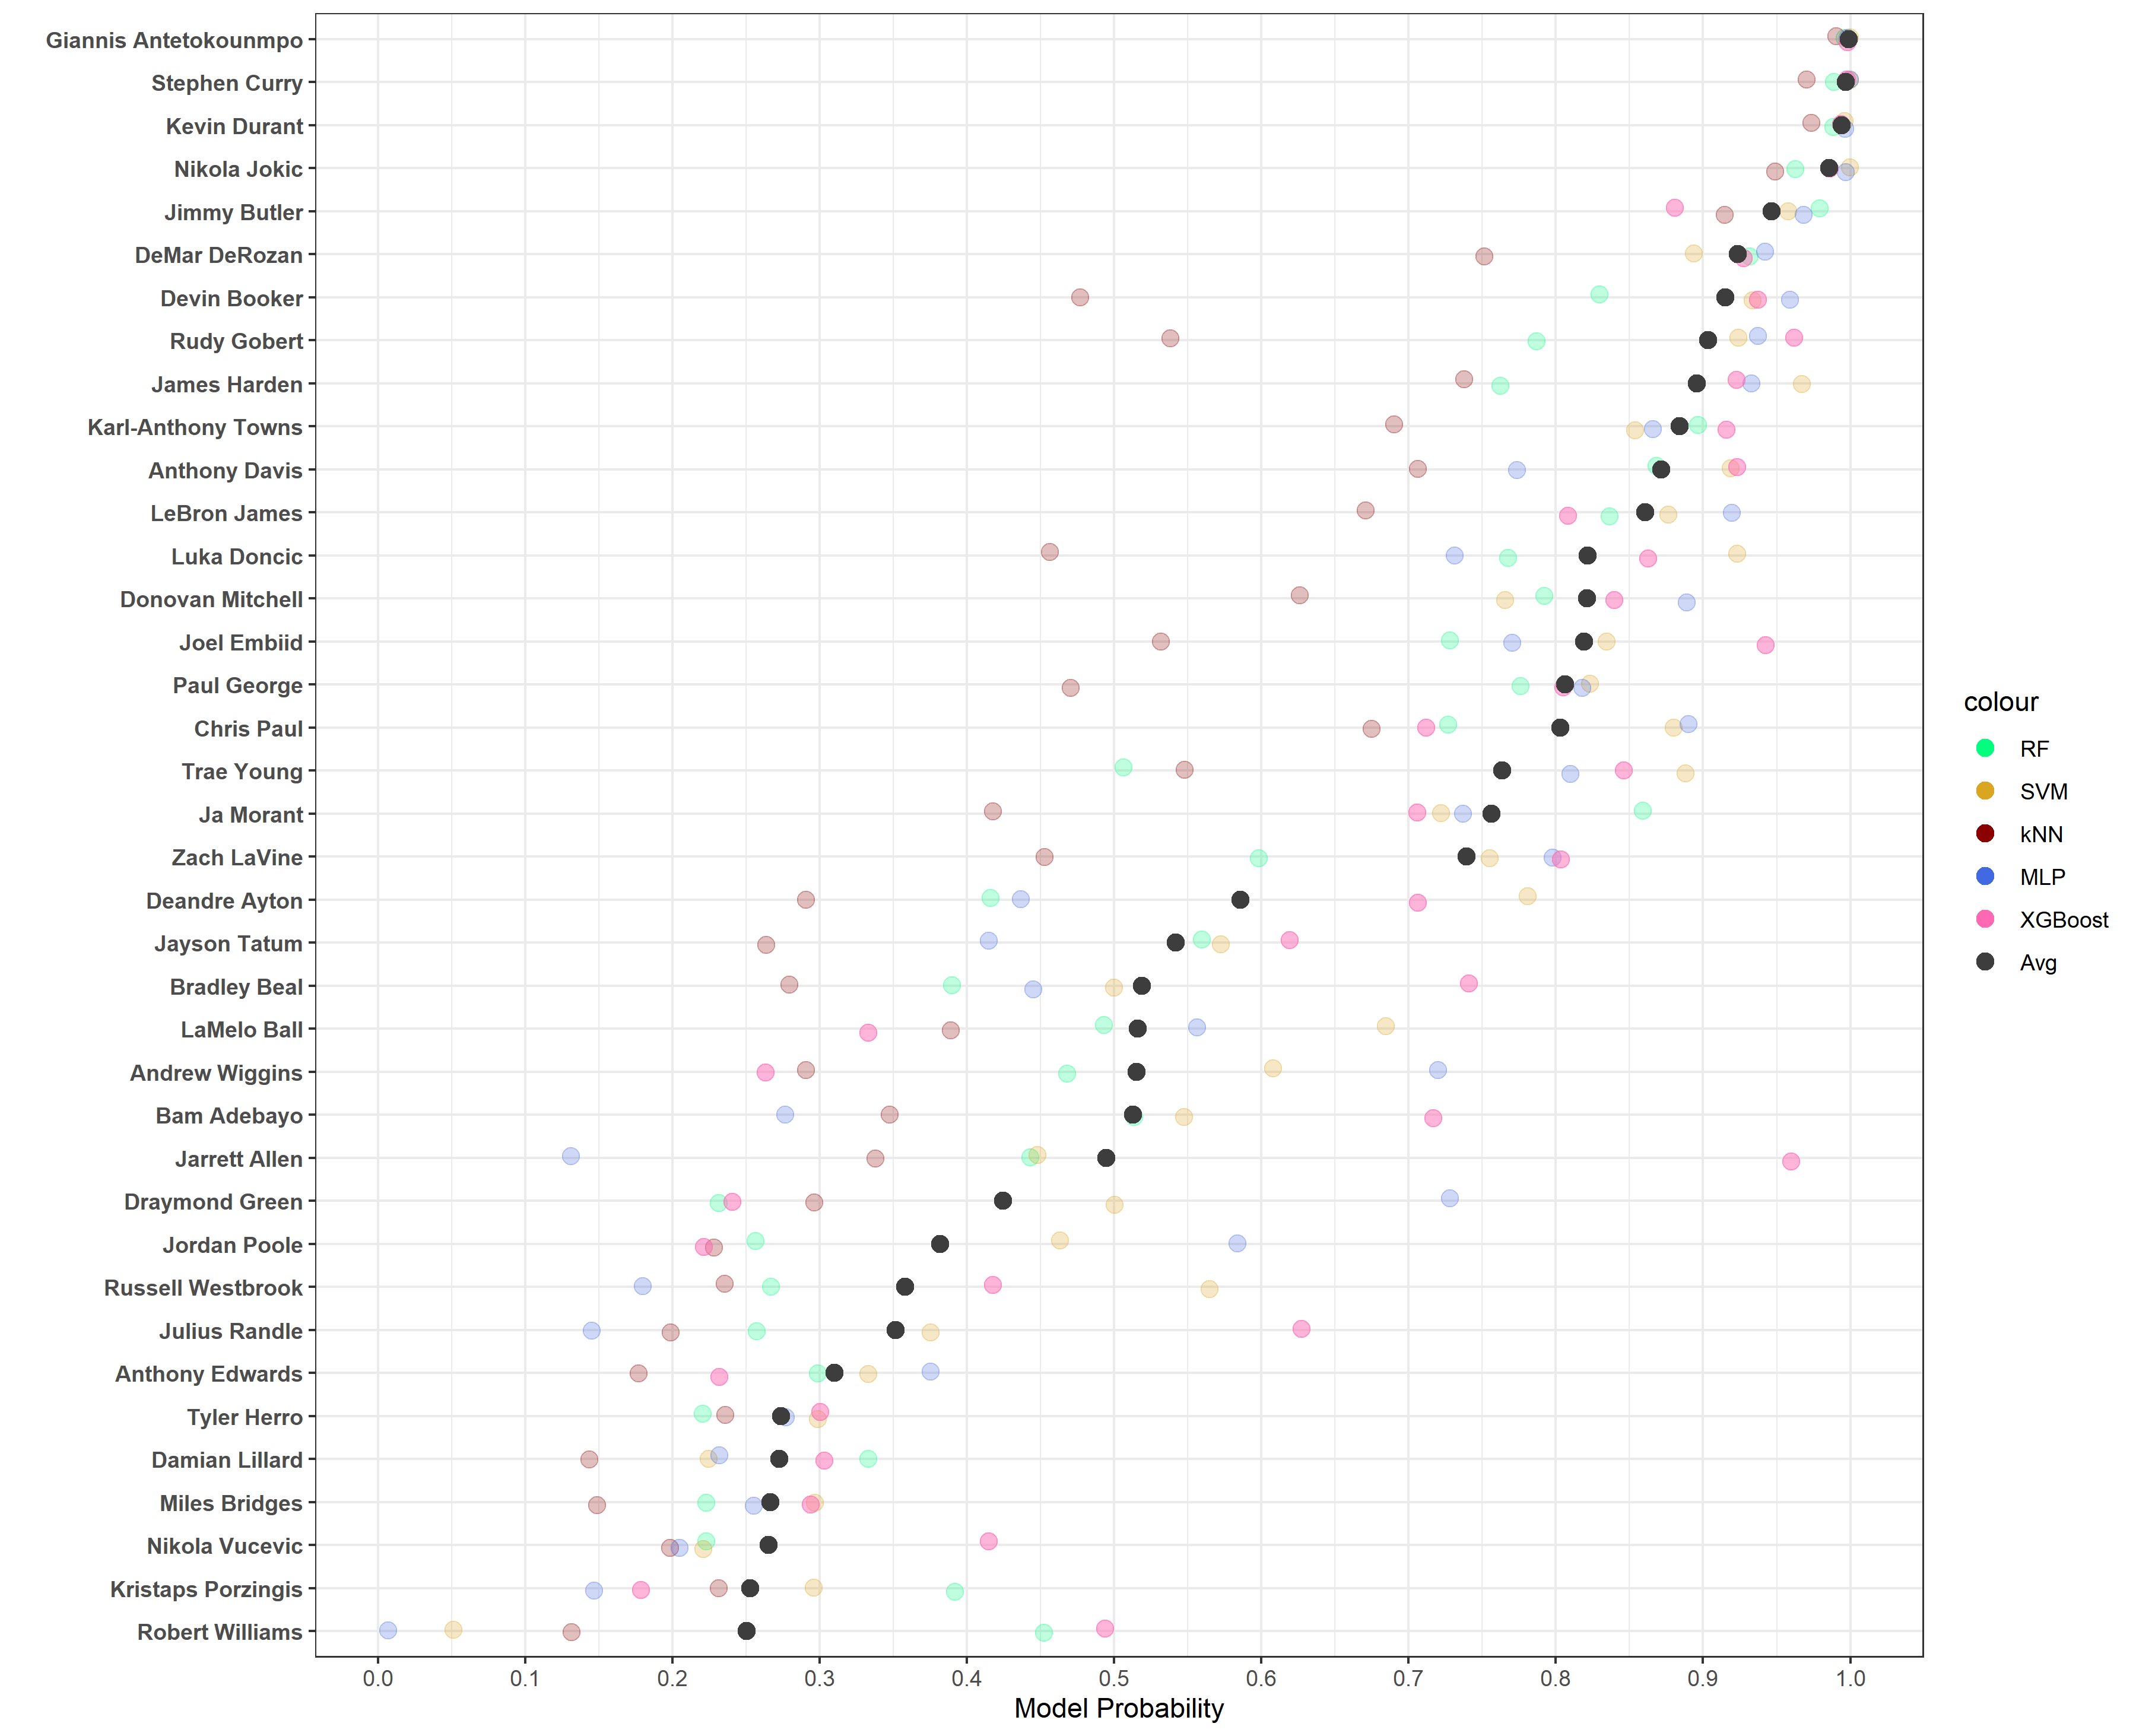 Giannis Antetokounmpo
Stephen Curry
Kevin Durant
Nikola Jokic
Jimmy Butler
DeMar DeRozan
Devin Booker
Rudy Gobert
James Harden
Karl-Anthony Towns
Anthony Davis
LeBron James
Luka Doncic
Donovan Mitchell
Joel Embiid
Paul George
Chris Paul
Trae Young
Ja Morant
Zach LaVine
Deandre Ayton
Jayson Tatum
Bradley Beal
LaMelo Ball
Andrew Wiggins
Bam Adebayo
Jarrett Allen
Draymond Green
Jordan Poole
Russell Westbrook
Julius Randle
Anthony Edwards
Tyler Herro
Damian Lillard
Miles Bridges
Nikola Vucevic
Kristaps Porzingis
Robert Williams
0.0 0.1 0.2 0.3 0.4 0.5 0.6 0.7 0.8 0.9 1.0
Model Probability
colour
RF
SVM
kNN
MLP
XGBoost
Avg